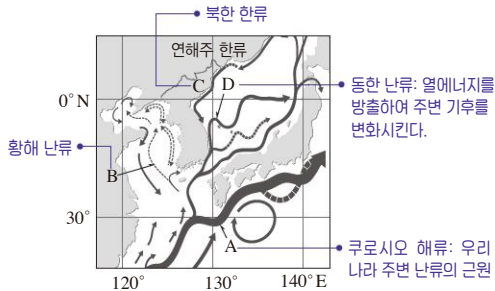 북한 한류
연해주 한류
C
D
동한 난류: 열에너지를
방출하여 주변 기후를
변화시킨다.
0°N
황해 난류
B
30°
A
쿠로시오 해류: 우리
나라 주변 난류의 근원
120°
130°
140°E